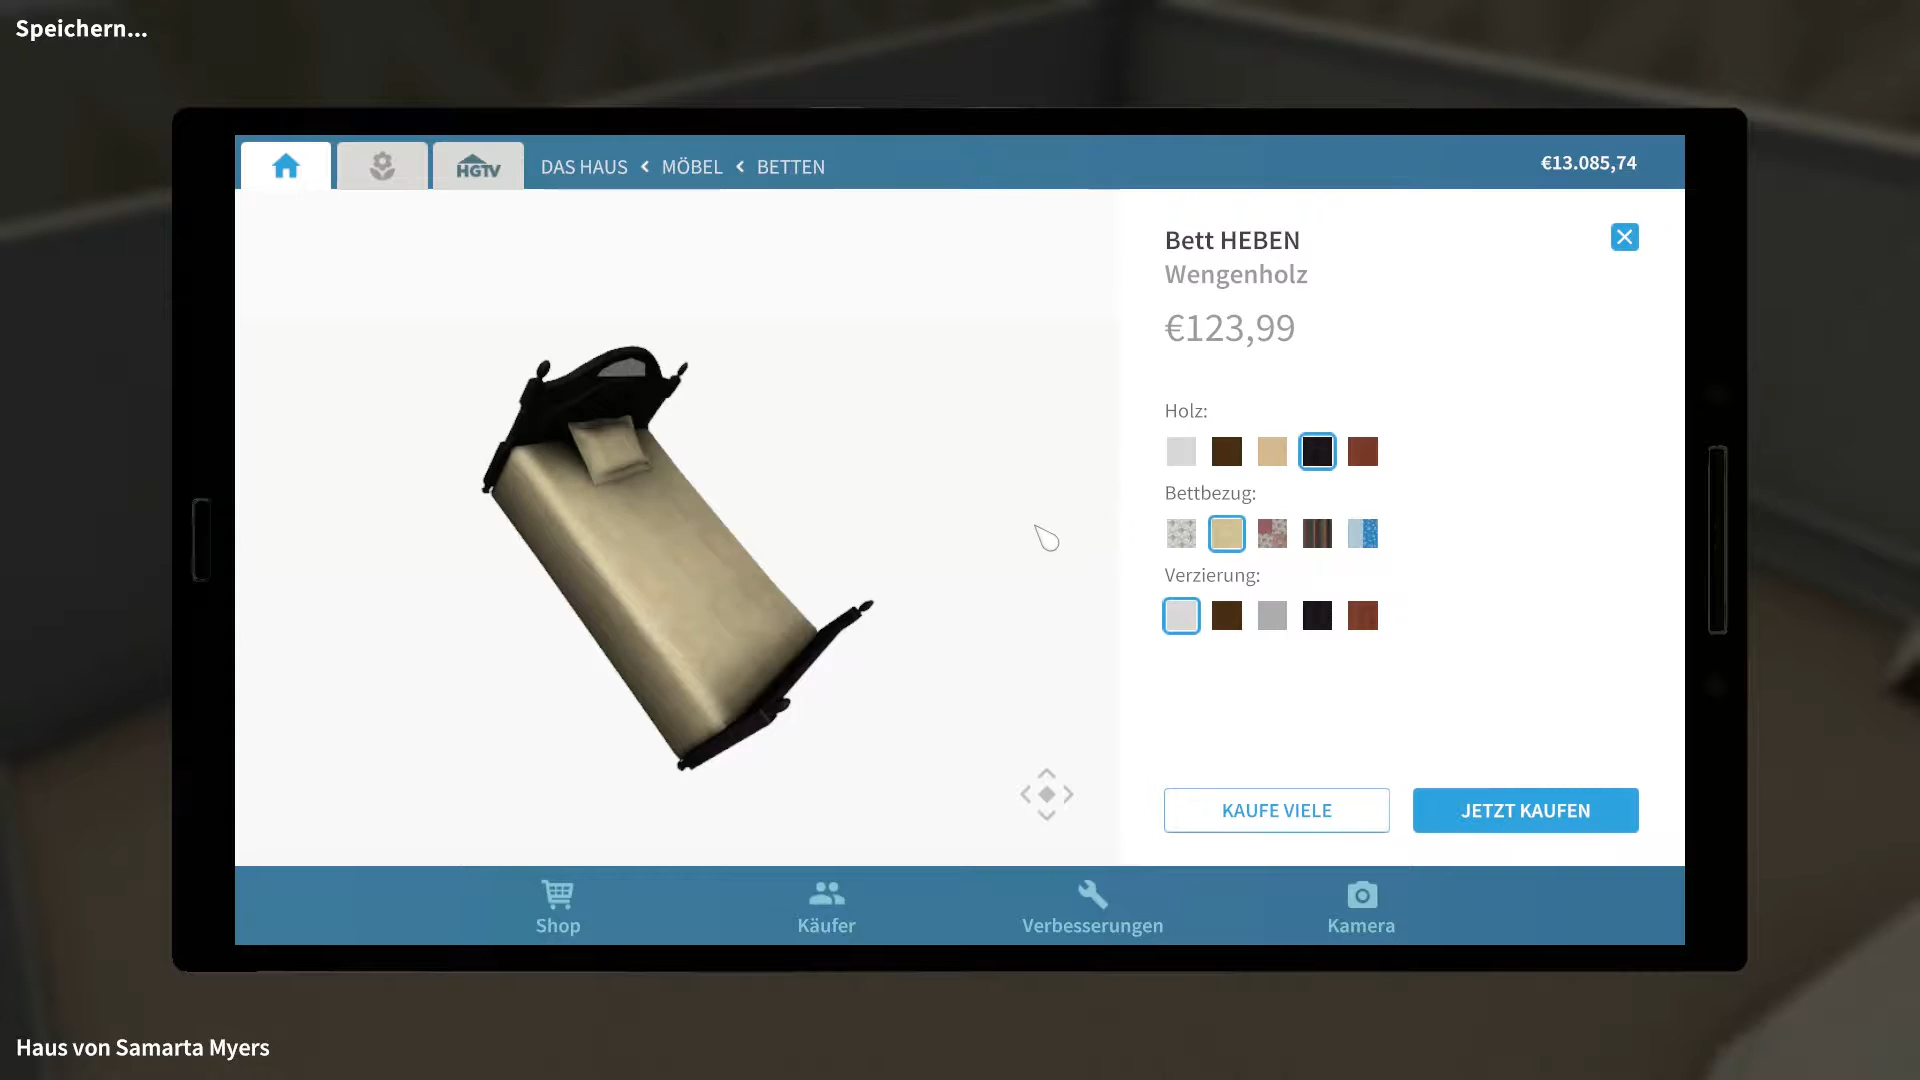 Speichern...
HGTV
DAS HAUS < MÖBEL < BETTEN
€13.085,74
Bett HEBEN
Wengenholz
€123,99
Holz:
Bettbezug:
Verzierung:
KAUFE VIELE
JETZT KAUFEN
Shop
Käufer
Verbesserungen
Kamera
Haus von Samarta Myers